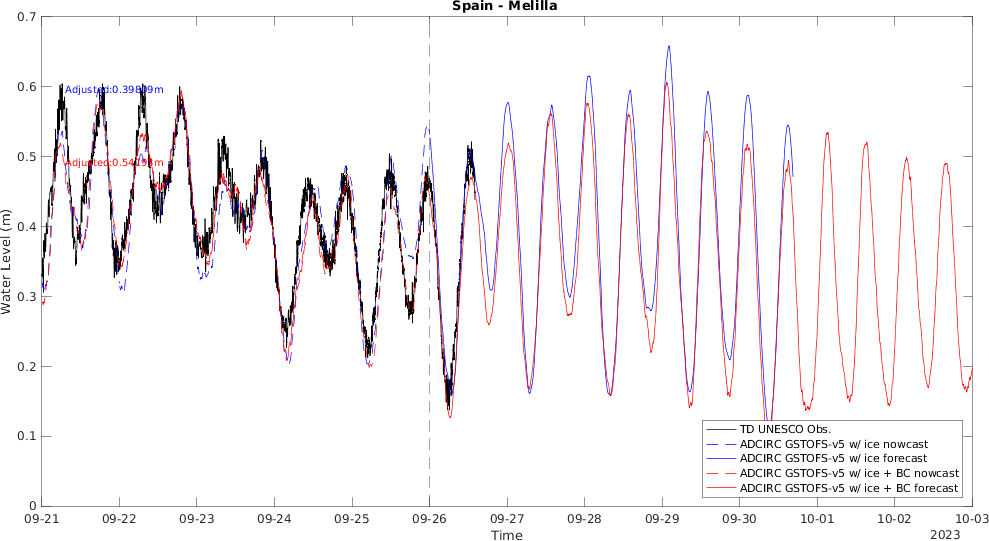 Spain - Melilla
0.7
0.6
0.5
0.4
0.3
0.2
0.1
0
Water Level (m)
TD UNESCO Obs.
ADCIRC GSTOFS-v5 w/ ice nowcast
ADCIRC GSTOFS-v5 w/ ice forecast
ADCIRC GSTOFS-v5 w/ ice + BC nowcast
ADCIRC GSTOFS-v5 w/ ice + BC forecast
09-21 09-22 09-23 09-24 09-25 09-26 09-27 09-28 09-29 09-30 10-01 10-02 10-03
Time
2023